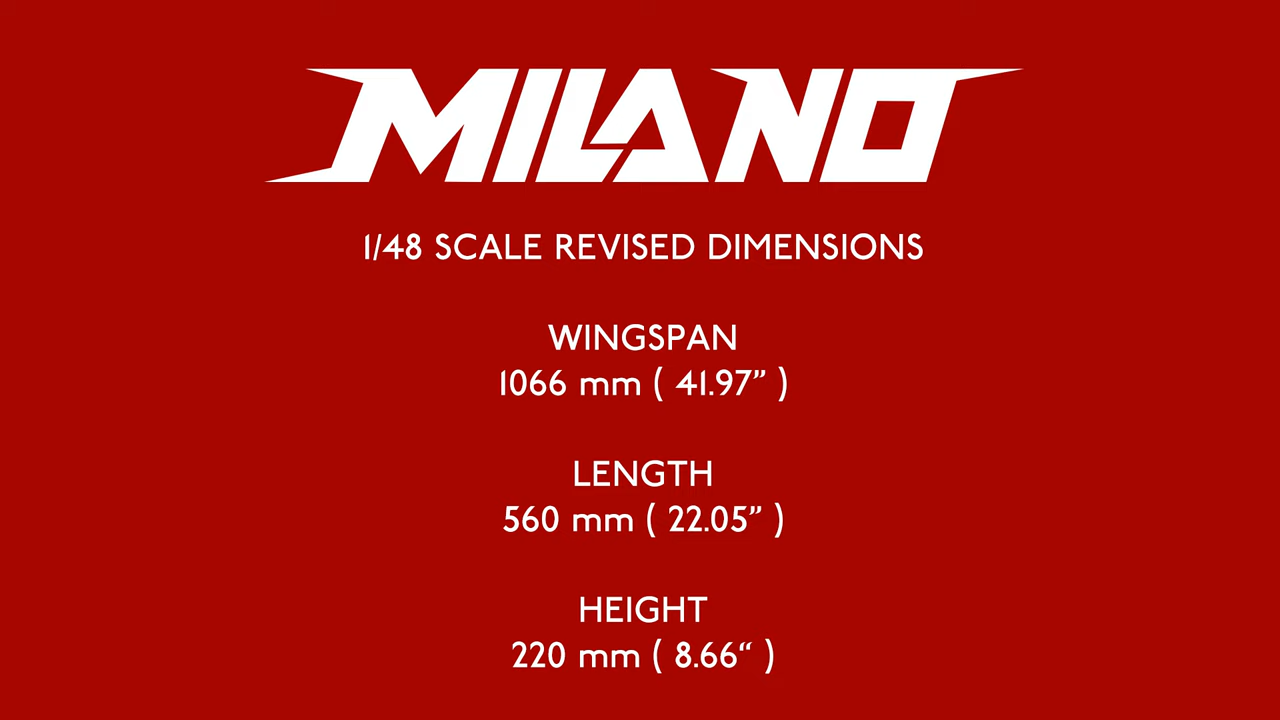 MILANO
1/48 SCALE REVISED DIMENSIONS
WINGSPAN
1066 mm ( 41.97” )
LENGTH
560 mm ( 22.05” )
HEIGHT
220 mm ( 8.66“ )